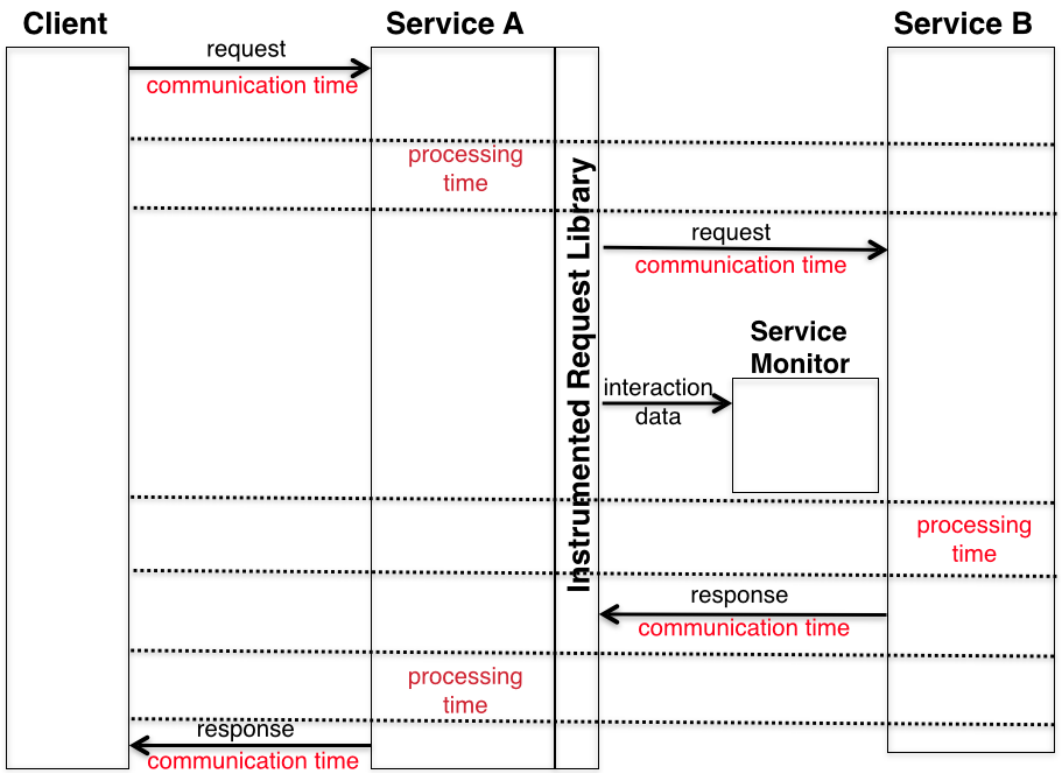 Client
Service A
Service B
request
communication time
processing
time
Instrumented Request Library
request
communication time
Service
Monitor
interaction
data
processing
time
response
communication time
processing
time
response
communication time